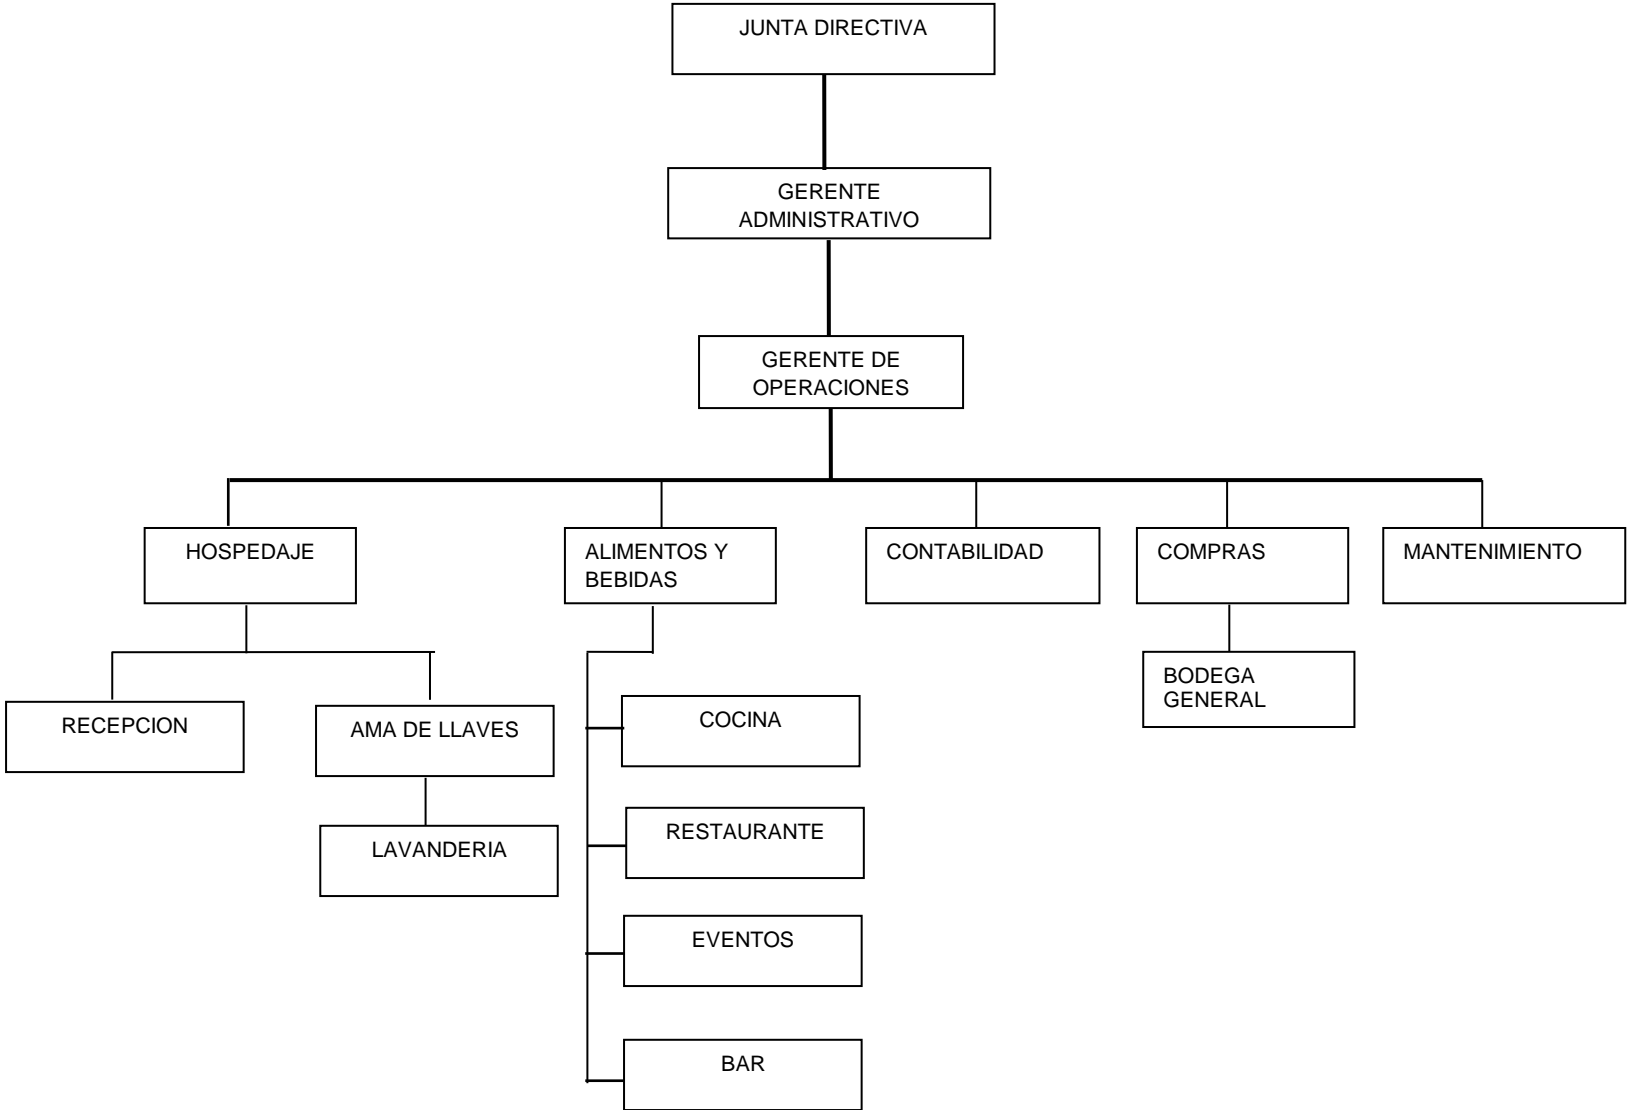 JUNTA DIRECTIVA
GERENTE
ADMINISTRATIVO
GERENTE DE
OPERACIONES
HOSPEDAJE
ALIMENTOS Y
BEBIDAS
CONTABILIDAD
COMPRAS
MANTENIMIENTO
RECEPCION
AMA DE LLAVES
LAVANDERIA
COCINA
RESTAURANTE
EVENTOS
BAR
BODEGA
GENERAL